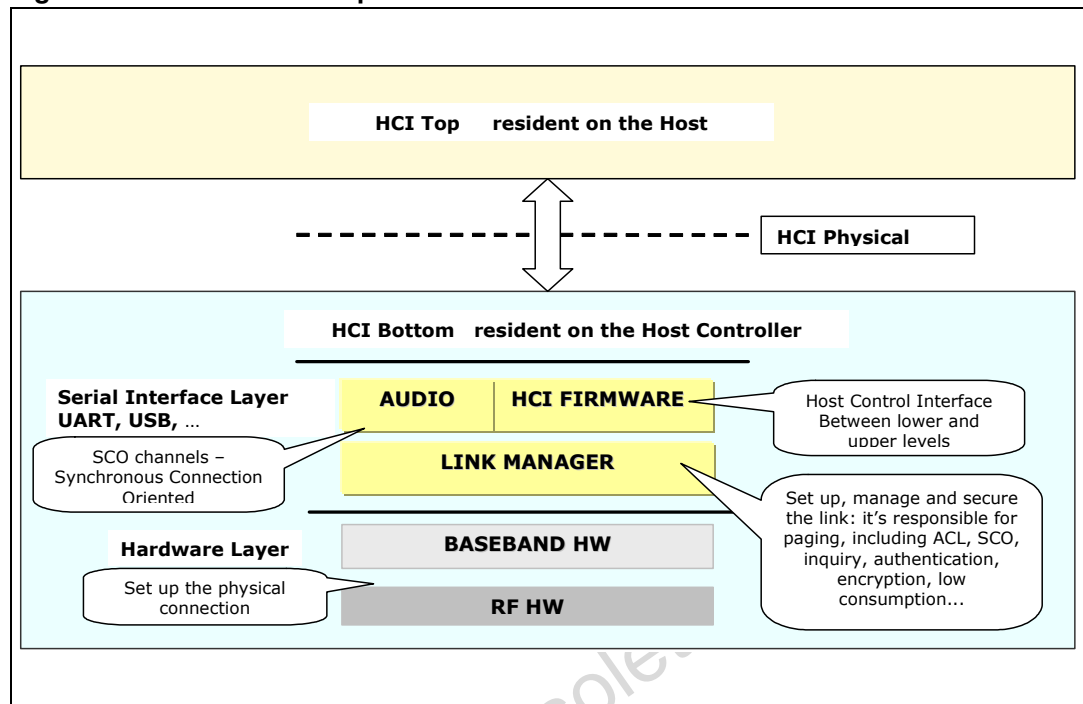 HCI Top resident on the Host
HCI Physical
HCI Bottom resident on the Host Controller
Serial Interface Layer
UART, USB, …
AUDIO
HCI FIRMWARE
Host Control Interface
Between lower and
upper levels
SCO channels –
Synchronous Connection
Oriented
LINK MANAGER
Set up, manage and secure
the link: it's responsible for
paging, including ACL, SCO,
inquiry, authentication,
encryption, low
consumption...
Hardware Layer
BASEBAND HW
Set up the physical
connection
RF HW